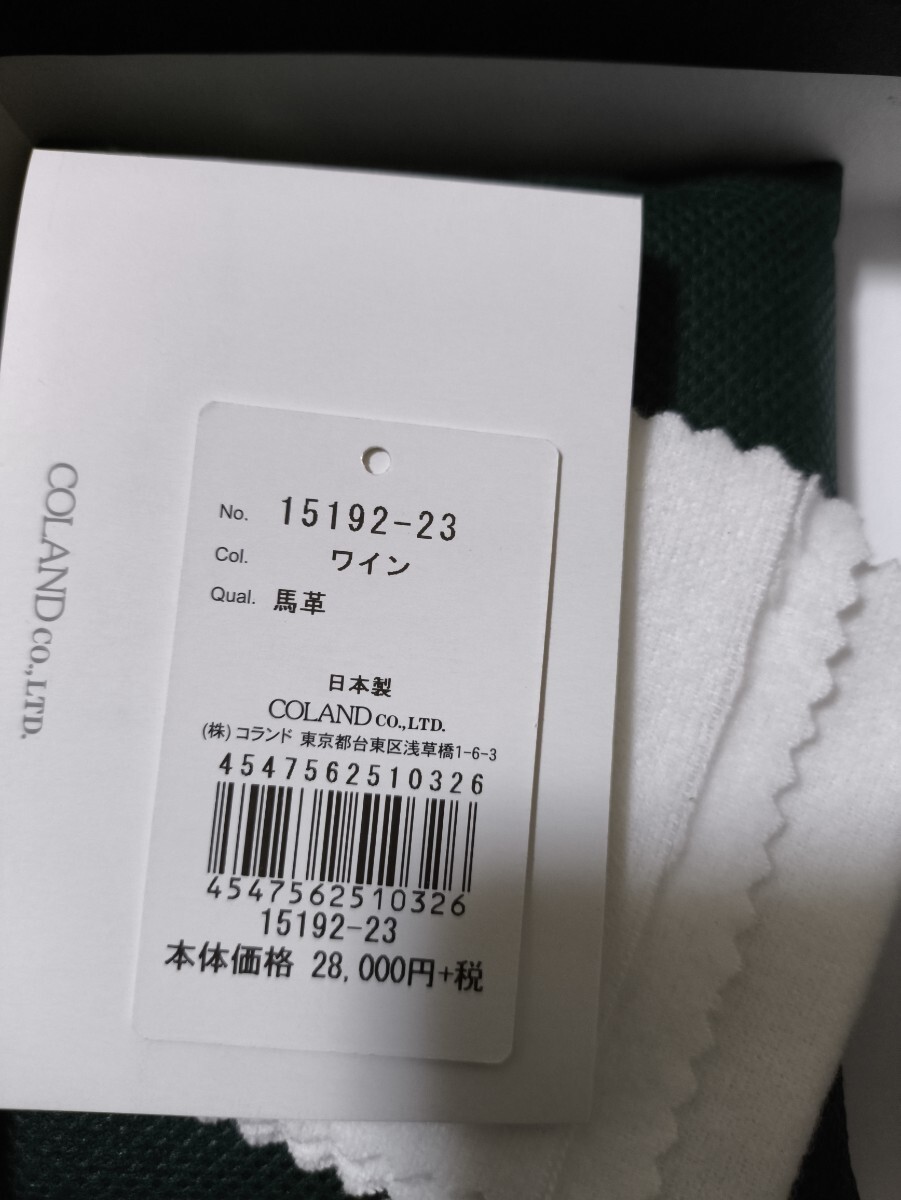 COLAND CO.,LTD.
No. 15192-23
Col. ワイン
Qual. 馬革
日本製
COLAND CO.,LTD.
(株)コランド 東京都台東区浅草橋1-6-3
4547562510326
4547562510326
15192-23
本体価格 28,000円+税